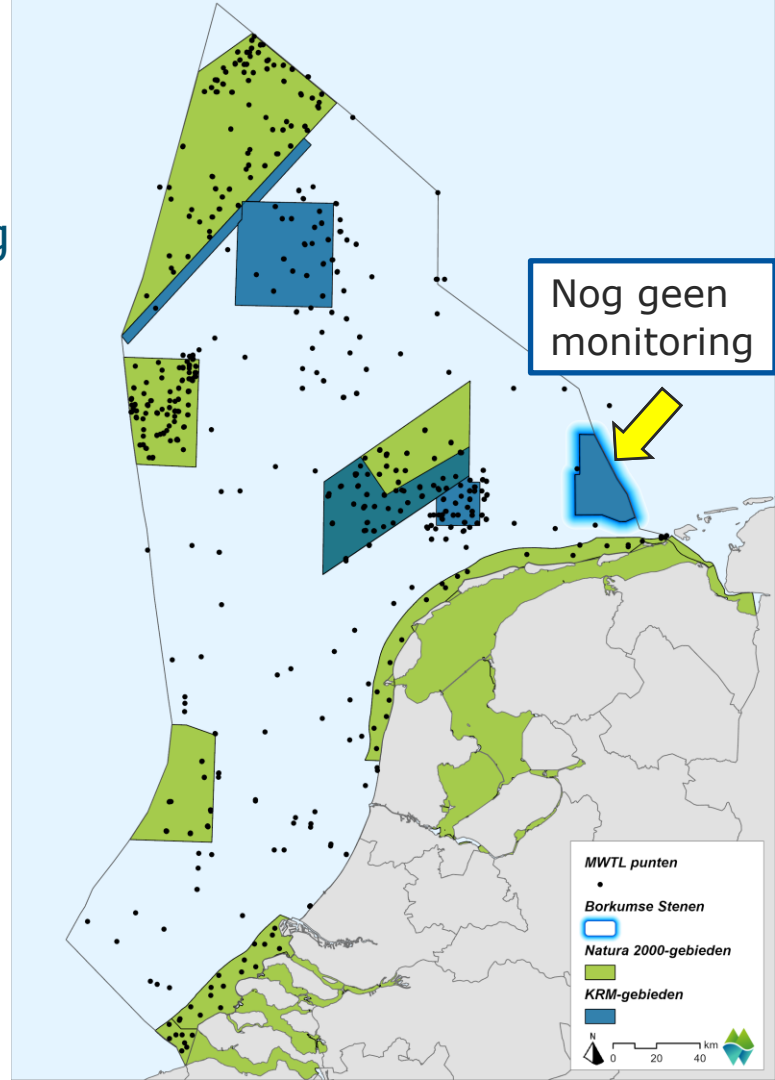 g
Nog geen
monitoring
MWTL punten
Borkumse Stenen
Natura 2000-gebieden
KRM-gebieden
N
0 20 40 km